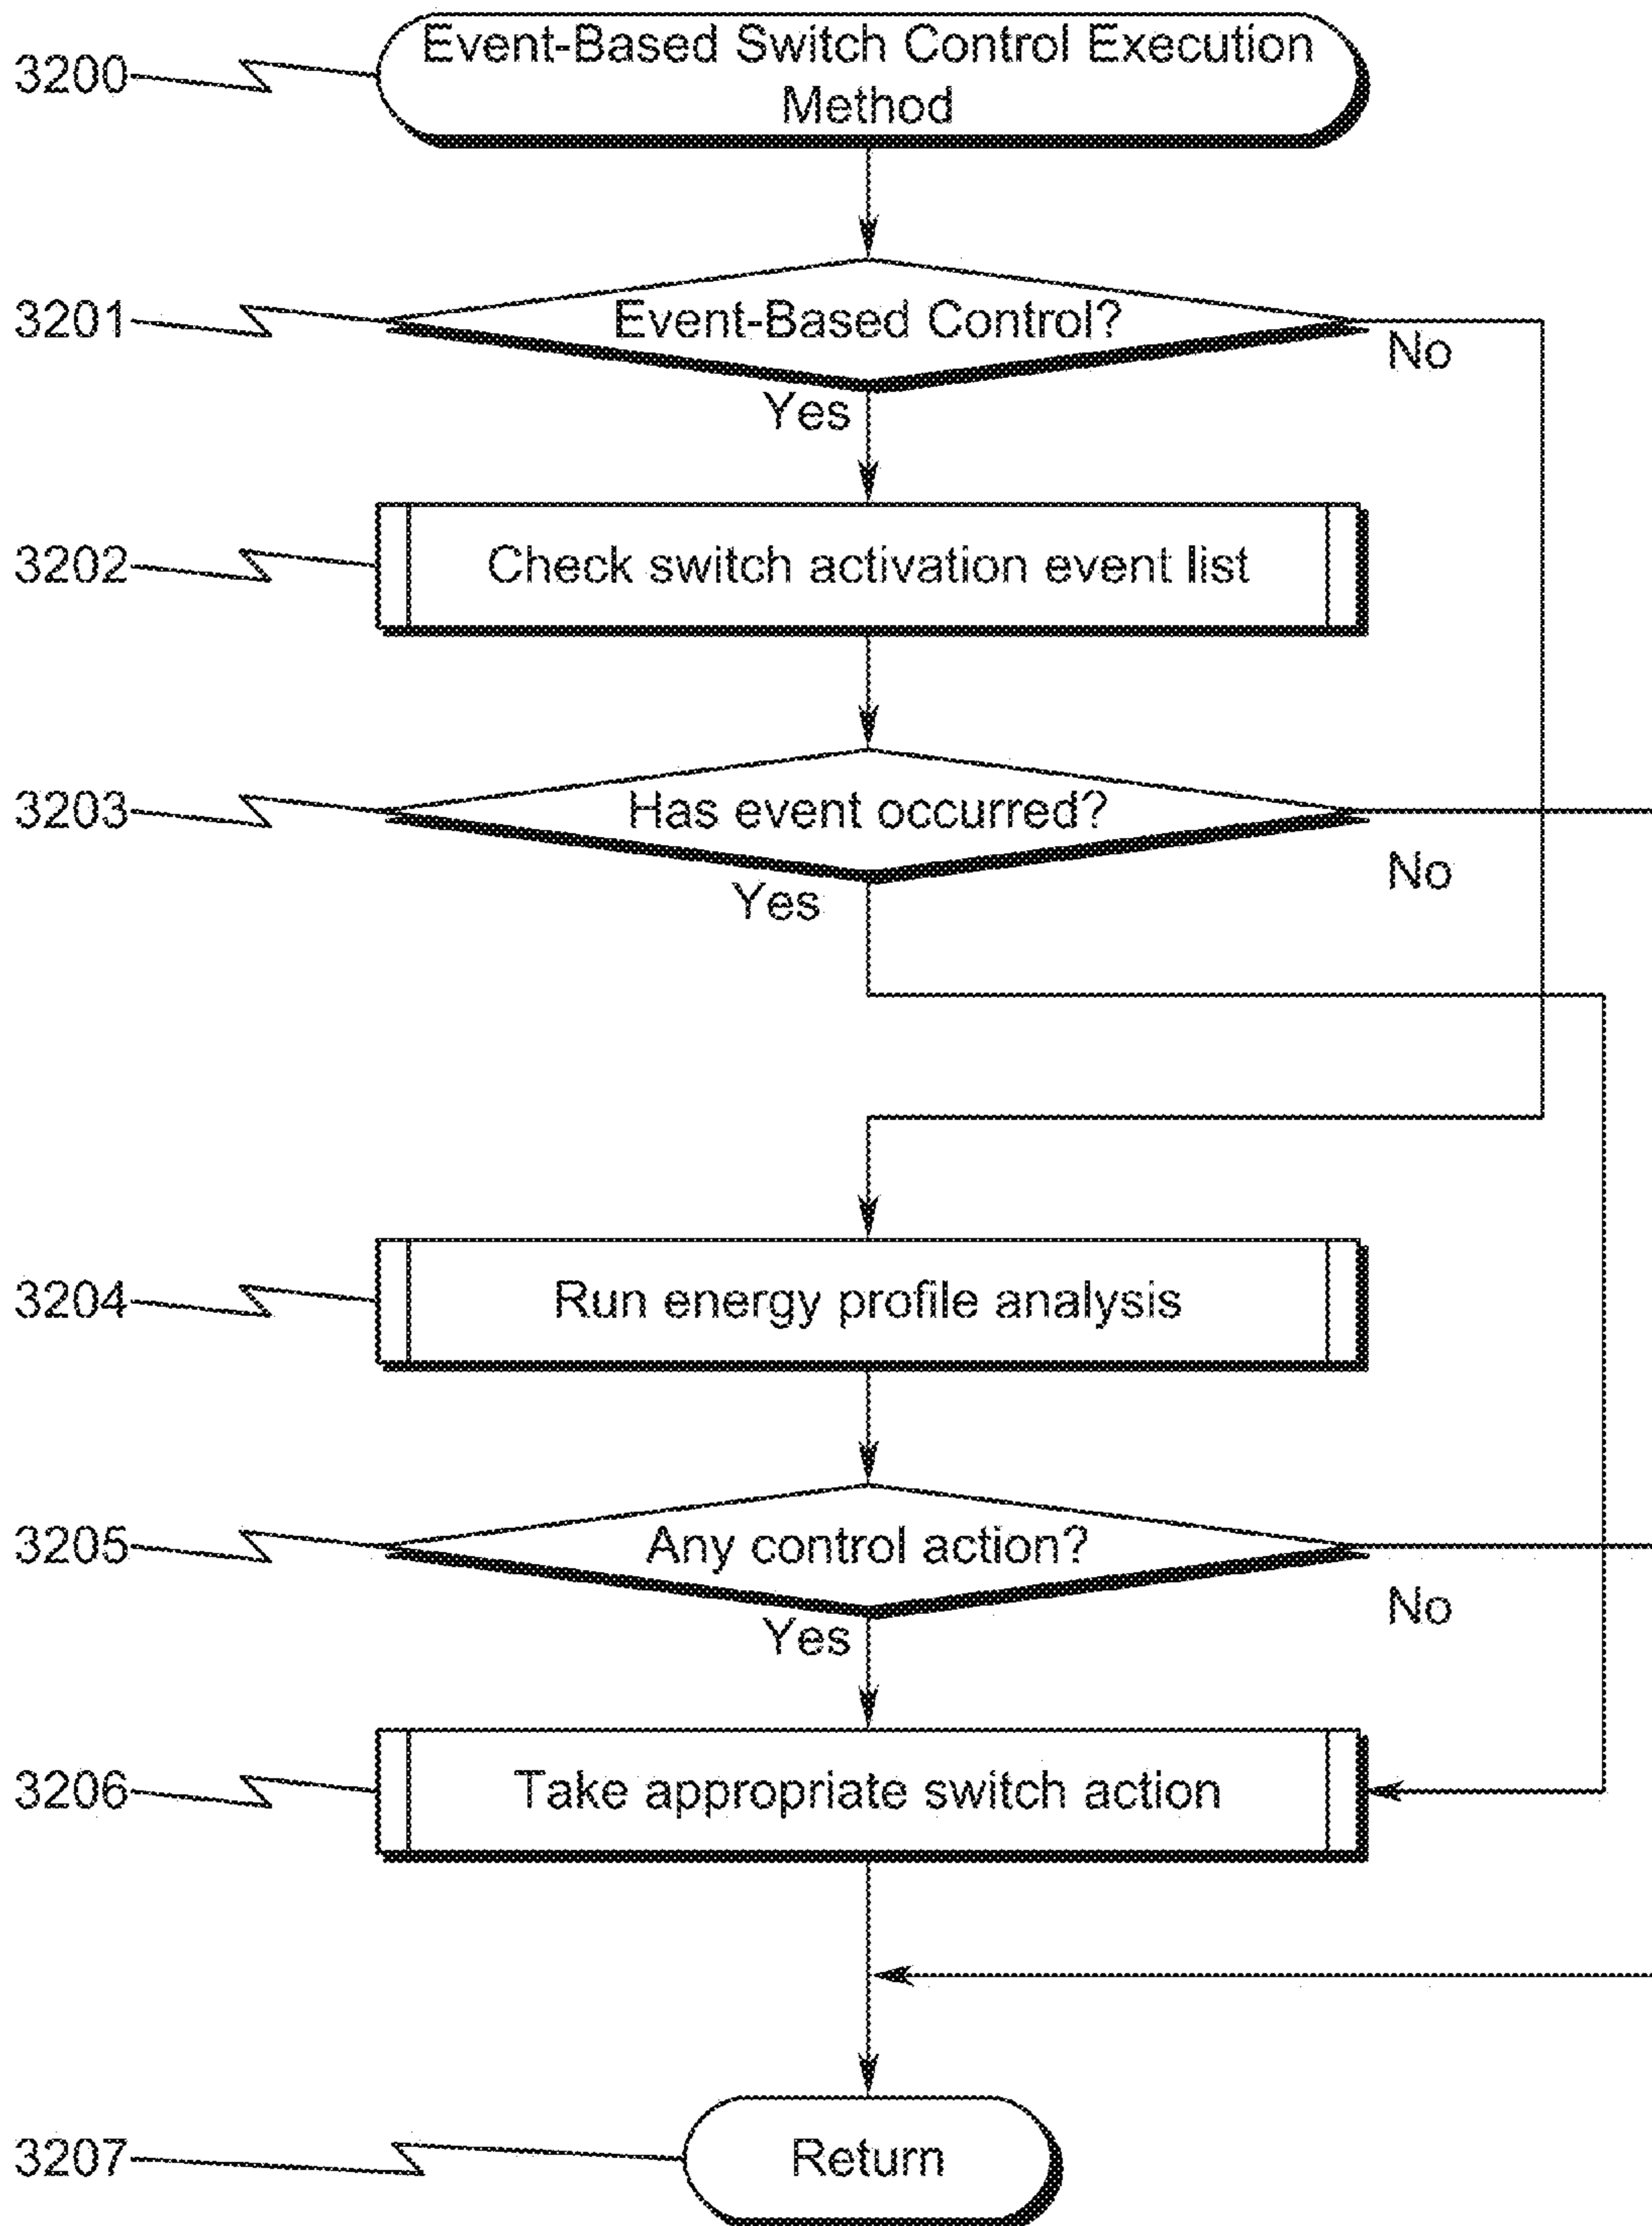 3200
Event-Based Switch Control Execution
Method
3201
Event-Based Control?
No
Yes
3202
Check switch activation event list
3203
Has event occurred?
No
Yes
3204
Run energy profile analysis
3205
Any control action?
No
Yes
3206
Take appropriate switch action
3207
Return